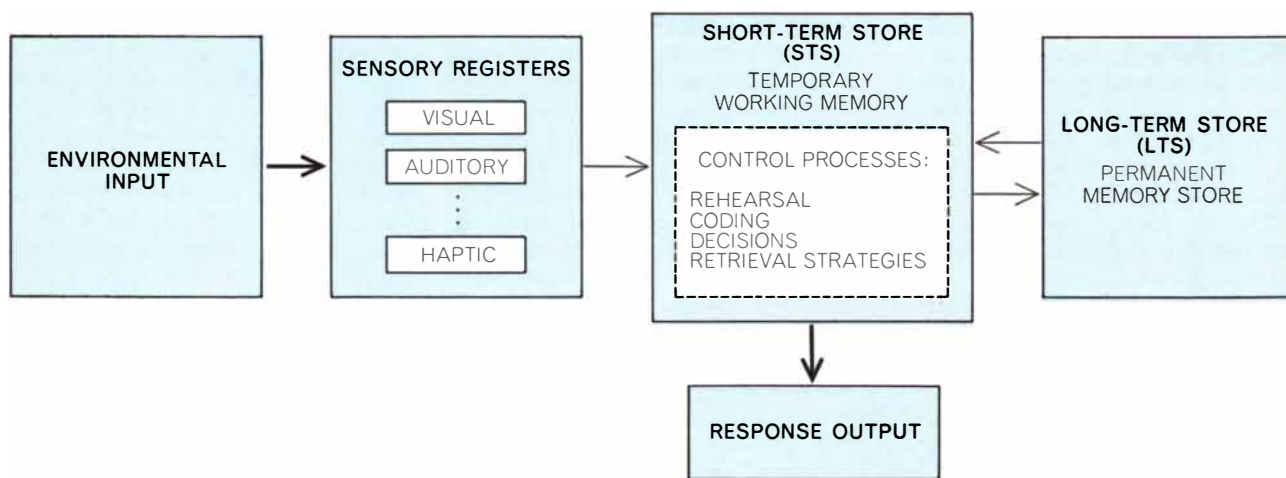 ENVIRONMENTAL
INPUT
SENSORY REGISTERS
VISUAL
AUDITORY
HAPTIC
SHORT-TERM STORE
(STS)
TEMPORARY
WORKING MEMORY
CONTROL PROCESSES:
REHEARSAL
CODING
DECISIONS
RETRIEVAL STRATEGIES
LONG-TERM STORE
(LTS)
PERMANENT
MEMORY STORE
RESPONSE OUTPUT